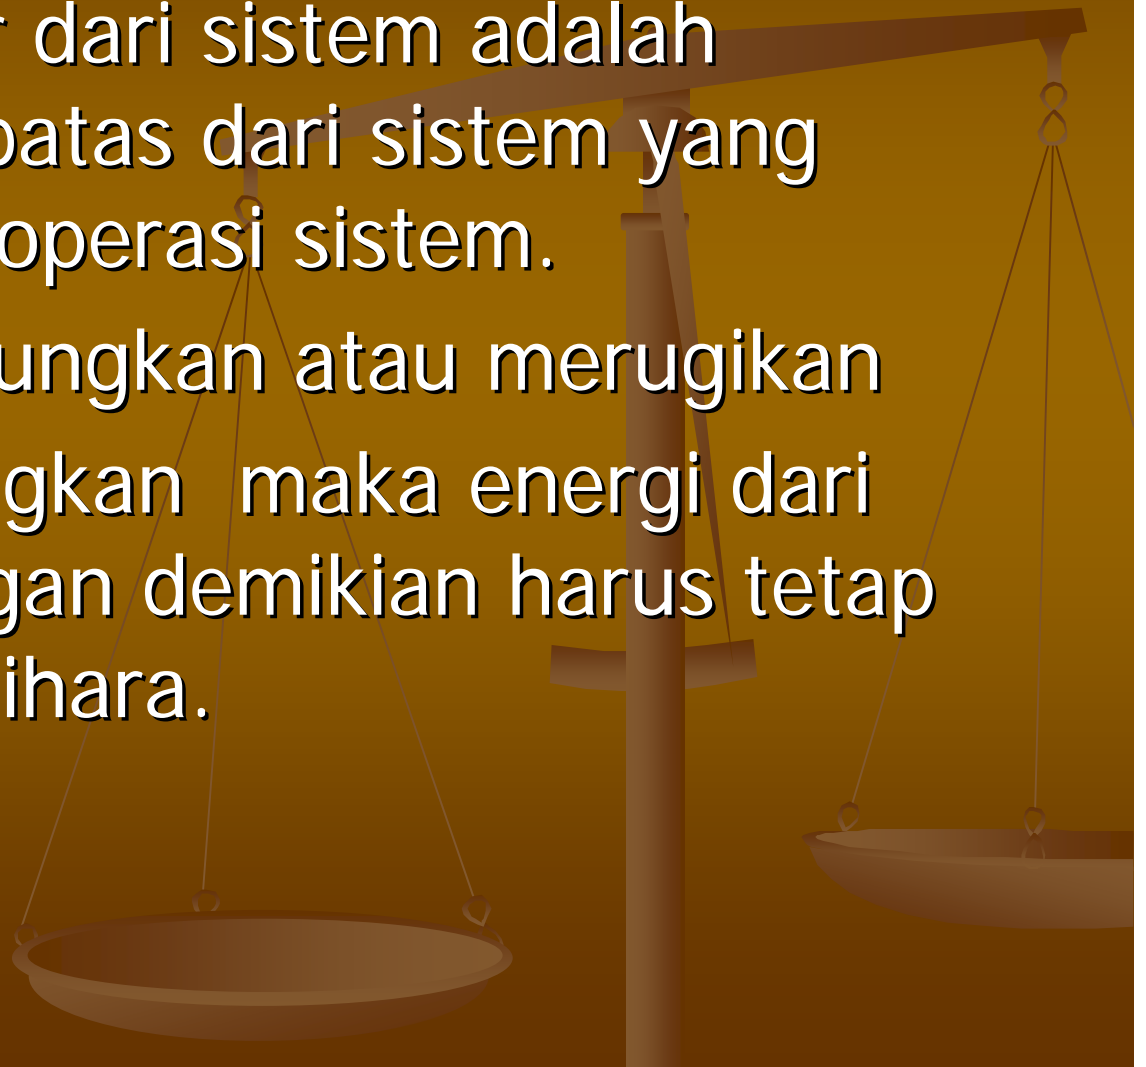 dari sistem adalah
batas dari sistem yang
operasi sistem.
ungkan atau merugikan
gkan maka energi dari
gan demikian harus tetap
ihara.